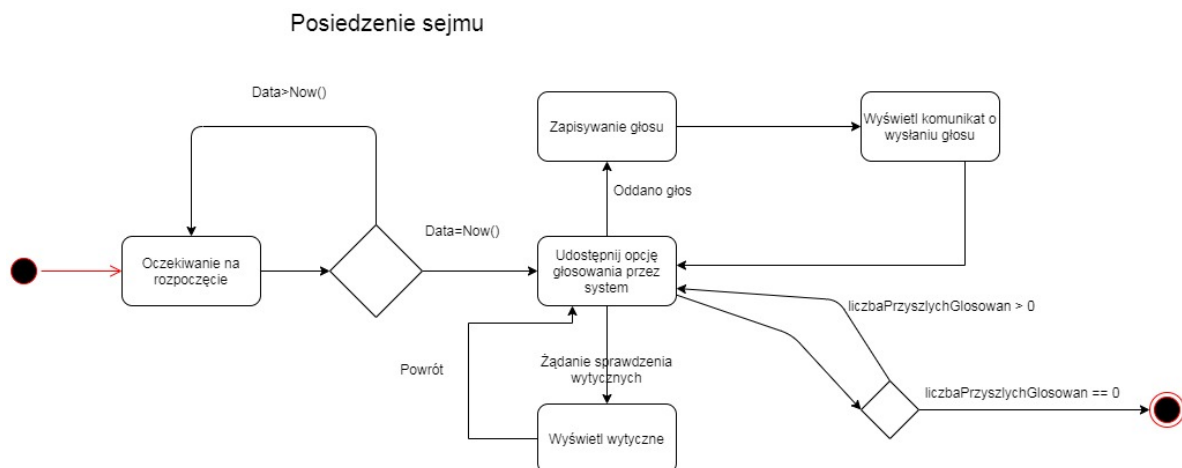 Posiedzenie sejmu
Data>Now()
Zapisywanie głosu
Wyświetl komunikat o
wysłaniu głosu
Oddano głos
Oczekiwanie na
rozpoczęcie
Data=Now()
Udostępnij opcję
głosowania przez
system
liczbaPrzyszlychGlosowan > 0
Powrót
Żądanie sprawdzenia
wytycznych
liczbaPrzyszlychGlosowan == 0
Wyświetl wytyczne